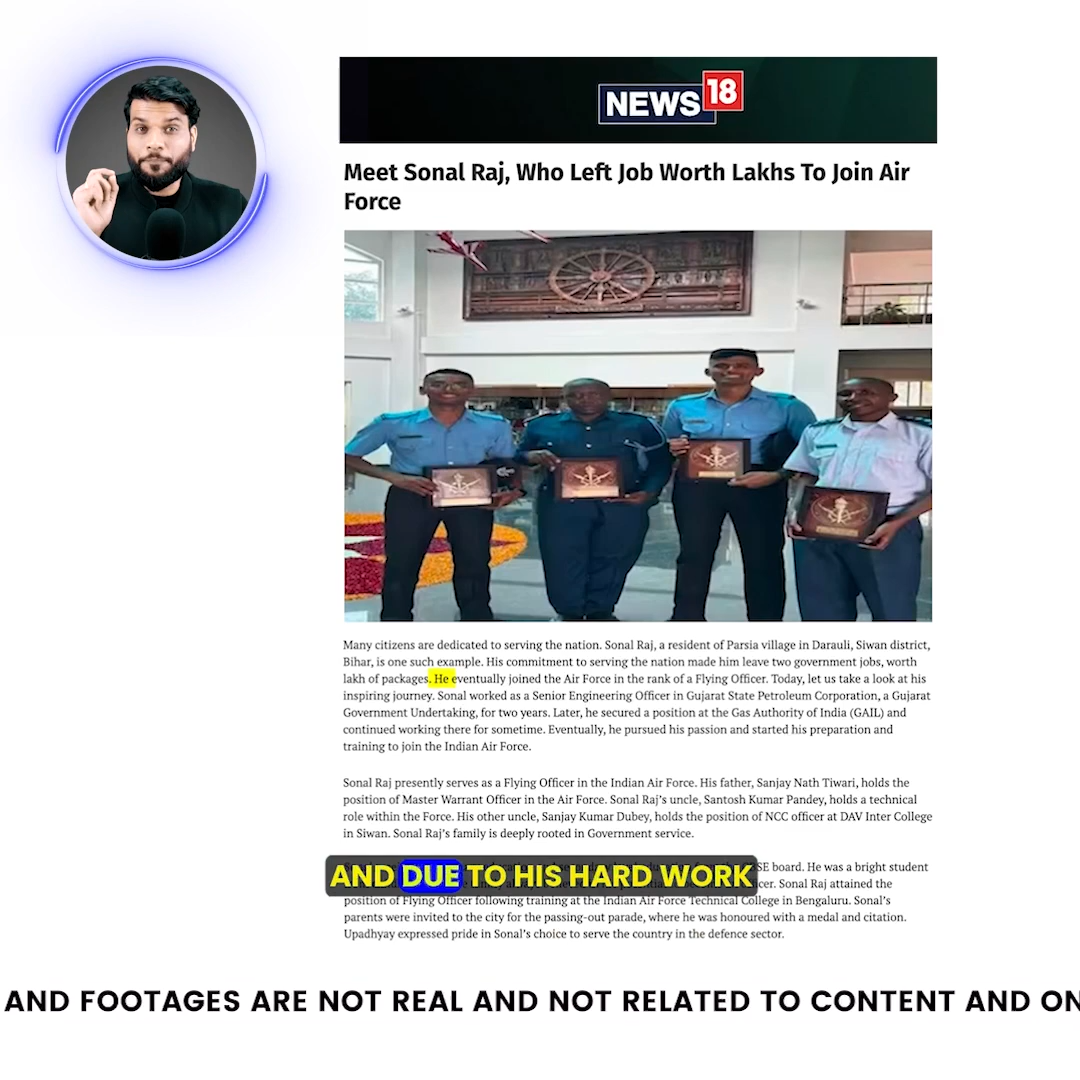 NEWS 18
Meet Sonal Raj, Who Left Job Worth Lakhs To Join Air
Force
Many citizens are dedicated to serving the nation. Sonal Raj, a resident of Parsia village in Darauli, Siwan district,
Bihar, is one such example. His commitment to serving the nation made him leave two government jobs, worth
lakh of packages. He eventually joined the Air Force in the rank of a Flying Officer. Today, let us take a look at his
inspiring journey. Sonal worked as a Senior Engineering Officer in Gujarat State Petroleum Corporation, a Gujarat
Government Undertaking, for two years. Later, he secured a position at the Gas Authority of India (GAIL) and
continued working there for sometime. Eventually, he pursued his passion and started his preparation and
training to join the Indian Air Force.
Sonal Raj presently serves as a Flying Officer in the Indian Air Force. His father, Sanjay Nath Tiwari, holds the
position of Master Warrant Officer in the Air Force. Sonal Raj's uncle, Santosh Kumar Pandey, holds a technical
role within the Force. His other uncle, Sanjay Kumar Dubey, holds the position of NCC officer at DAV Inter College
in Siwan. Sonal Raj's family is deeply rooted in Government service.
board. He was a bright student
AND DUE TO HIS HARD WORK
Sonal Raj attained the
position of Flying Officer following training at the Indian Air Force Technical College in Bengaluru. Sonal's
parents were invited to the city for the passing-out parade, where he was honoured with a medal and citation.
Upadhyay expressed pride in Sonal's choice to serve the country in the defence sector.
AND FOOTAGES ARE NOT REAL AND NOT RELATED TO CONTENT AND ON